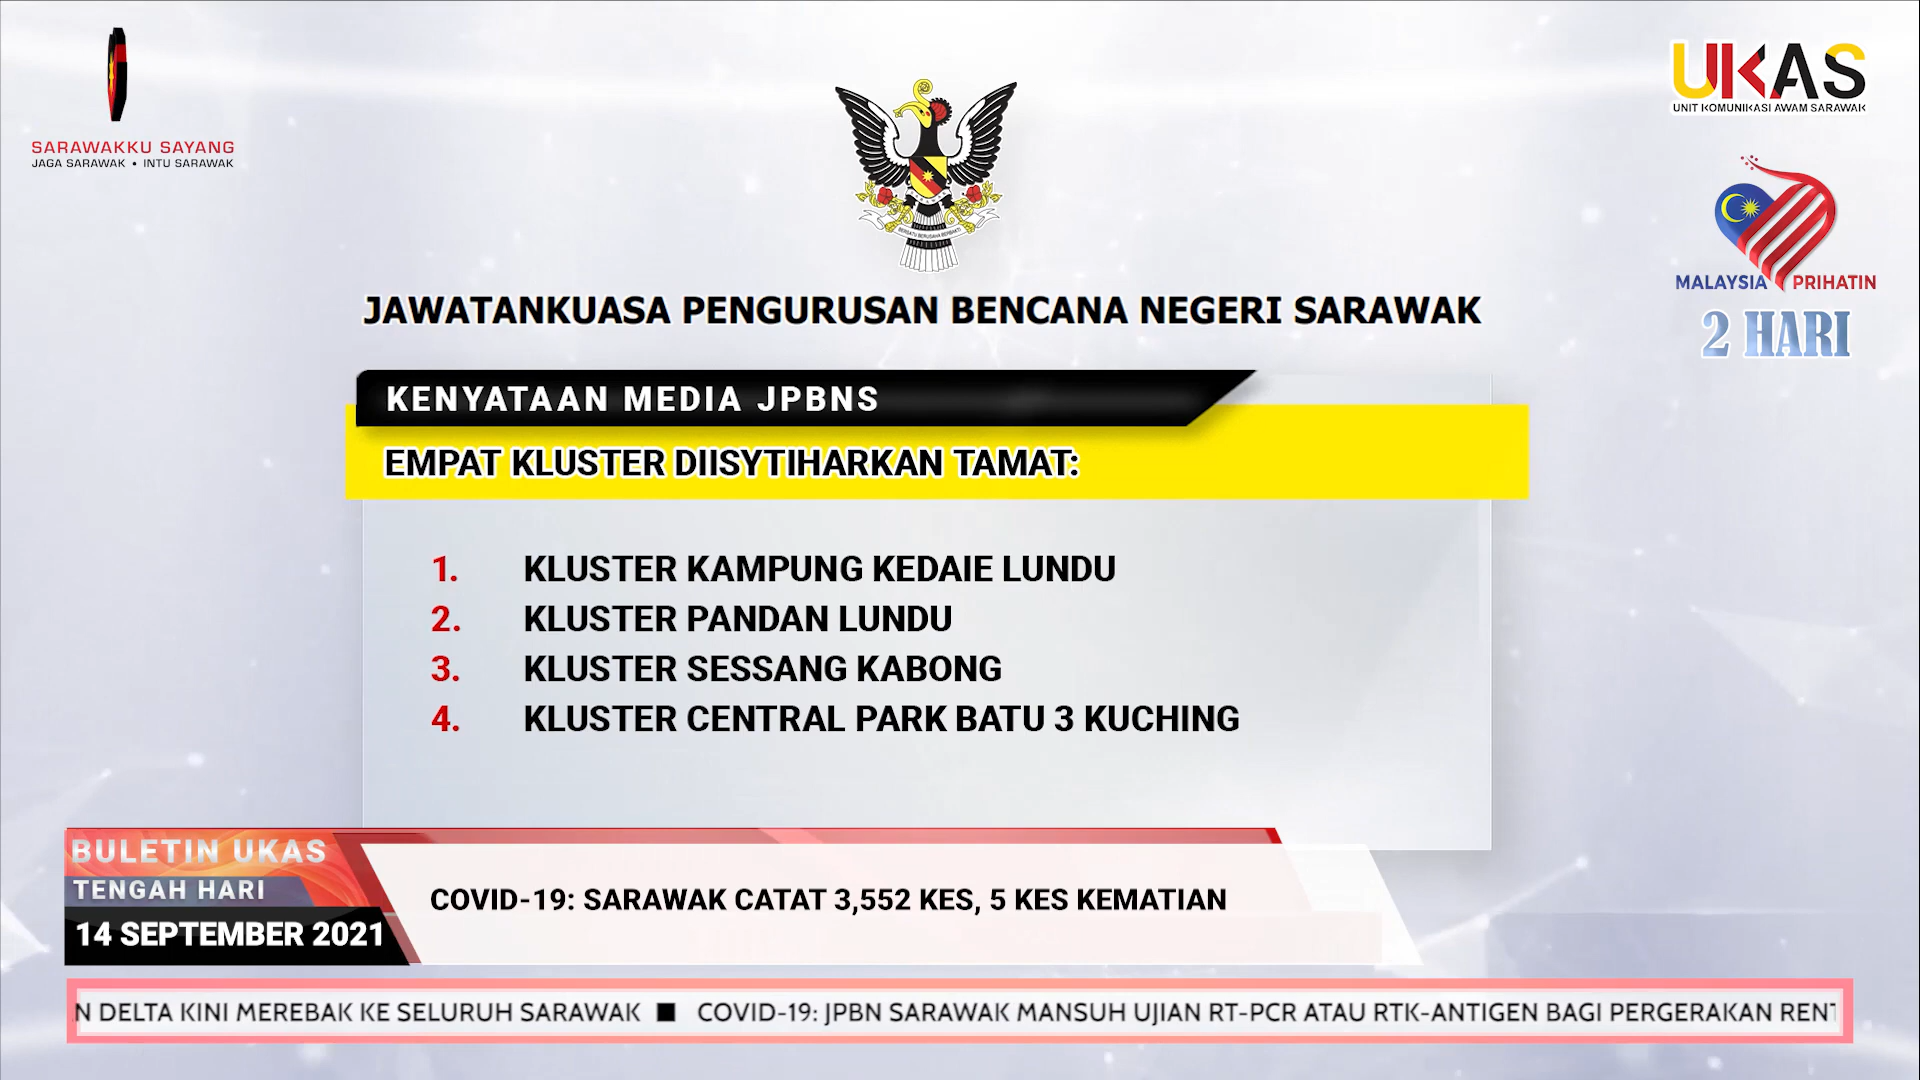 SARAWAKKU SAYANG
JAGA SARAWAK • INTU SARAWAK
UKAS
UNIT KOMUNIKASI AWAM SARAWAK
MALAYSIA PRIHATIN
2 HARI
BERSATU BERUSAHA BERBAKTI
JAWATANKUASA PENGURUSAN BENCANA NEGERI SARAWAK
KENYATAAN MEDIA JPBNS
EMPAT KLUSTER DIISYTIHARKAN TAMAT:
1. KLUSTER KAMPUNG KEDAIE LUNDU
2. KLUSTER PANDAN LUNDU
3. KLUSTER SESSANG KABONG
4. KLUSTER CENTRAL PARK BATU 3 KUCHING
BULETIN UKAS
TENGAH HARI
14 SEPTEMBER 2021
COVID-19: SARAWAK CATAT 3,552 KES, 5 KES KEMATIAN
N DELTA KINI MEREBAK KE SELURUH SARAWAK ■ COVID-19: JPBN SARAWAK MANSUH UJIAN RT-PCR ATAU RTK-ANTIGEN BAGI PERGERAKAN RENT